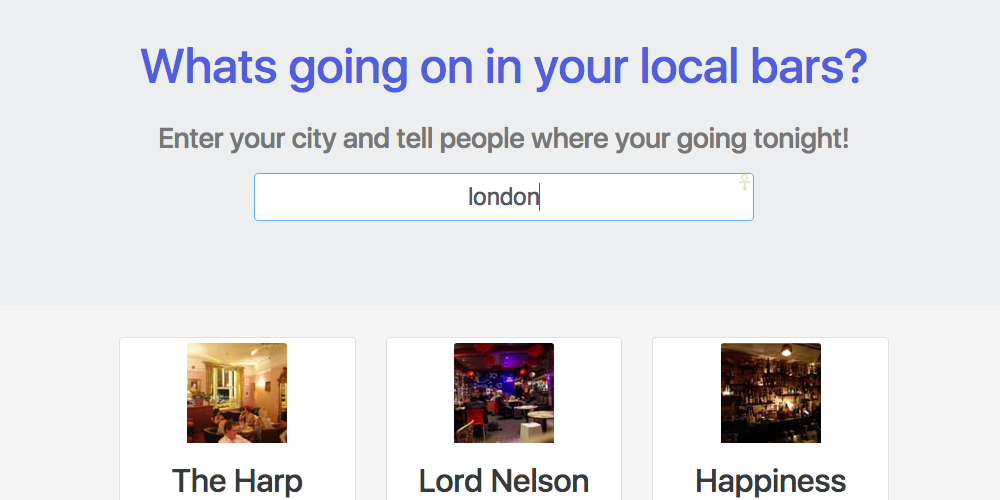 Whats going on in your local bars?
Enter your city and tell people where your going tonight!
london
The Harp
Lord Nelson
Happiness